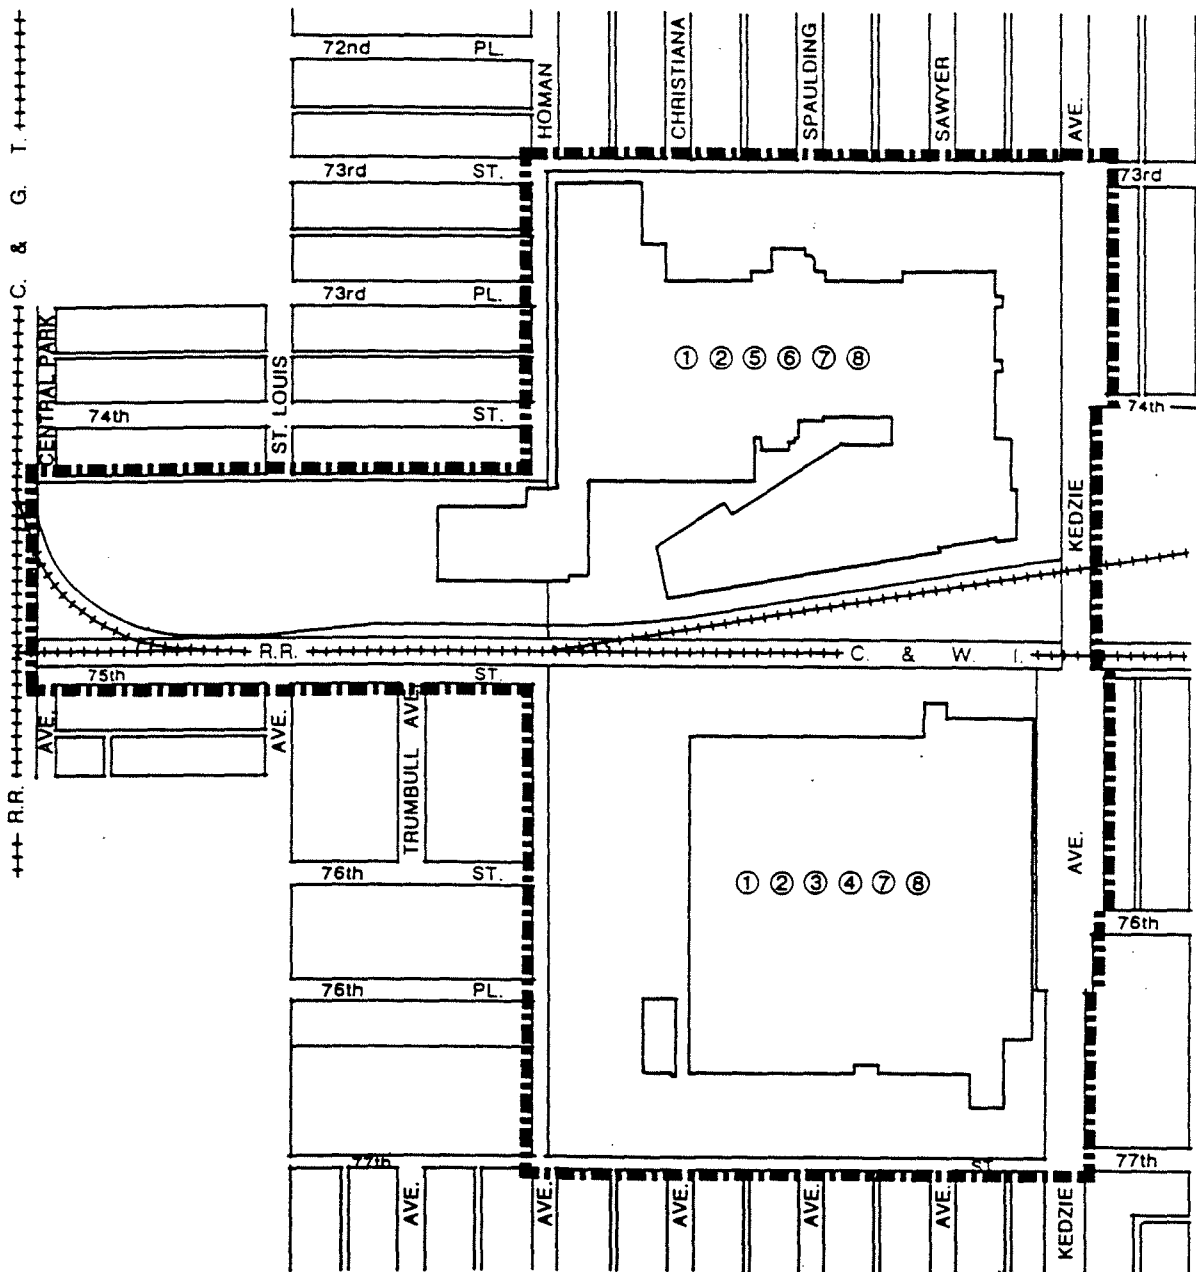 72nd PL.
HOMAN
CHRISTIANA
SPAULDING
SAWYER
AVE.
73rd ST.
73rd
R.R. C. & G. T.
73rd PL.
CENTRAL PARK
ST. LOUIS
① ② ⑤ ⑥ ⑦ ⑧
74th ST.
74th
KEDZIE
R.R. C. & W. I.
75th ST.
AVE.
AVE.
TRUMBULL AVE.
AVE.
76th ST.
① ② ③ ④ ⑦ ⑧
76th
76th PL.
77th ST.
77th
AVE.
AVE.
AVE.
AVE.
AVE.
KEDZIE